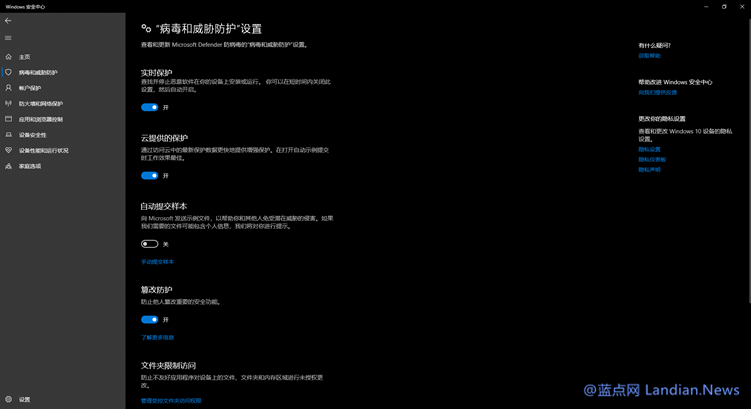 Windows 安全中心
主页
病毒和威胁防护
帐户保护
防火墙和网络保护
应用和浏览器控制
设备安全性
设备性能和运行状况
家庭选项
设置
“病毒和威胁防护”设置
查看和更新 Microsoft Defender 防病毒的“病毒和威胁防护”设置。
实时保护
查找并停止恶意软件在你的设备上安装或运行。你可以在短时间内关闭此
设置，然后自动开启。
开
云提供的保护
通过访问云中的最新保护数据更快地提供增强保护。在打开自动示例提交
时工作效果最佳。
开
自动提交样本
向 Microsoft 发送示例文件，以帮助你和其他人免受潜在威胁的侵害。如果
我们需要的文件可能包含个人信息，我们将对你进行提示。
关
手动提交样本
篡改防护
防止他人篡改重要的安全功能。
开
了解更多信息
文件夹限制访问
防止不友好应用程序对设备上的文件、文件夹和内存区域进行未授权更
改。
管理受控文件夹访问权限
有什么疑问?
获取帮助
帮助改进 Windows 安全中心
向我们提供反馈
更改你的隐私设置
查看和更改 Windows 10 设备的隐私
设置。
隐私设置
隐私仪表板
隐私声明
@蓝点网 Landian.News